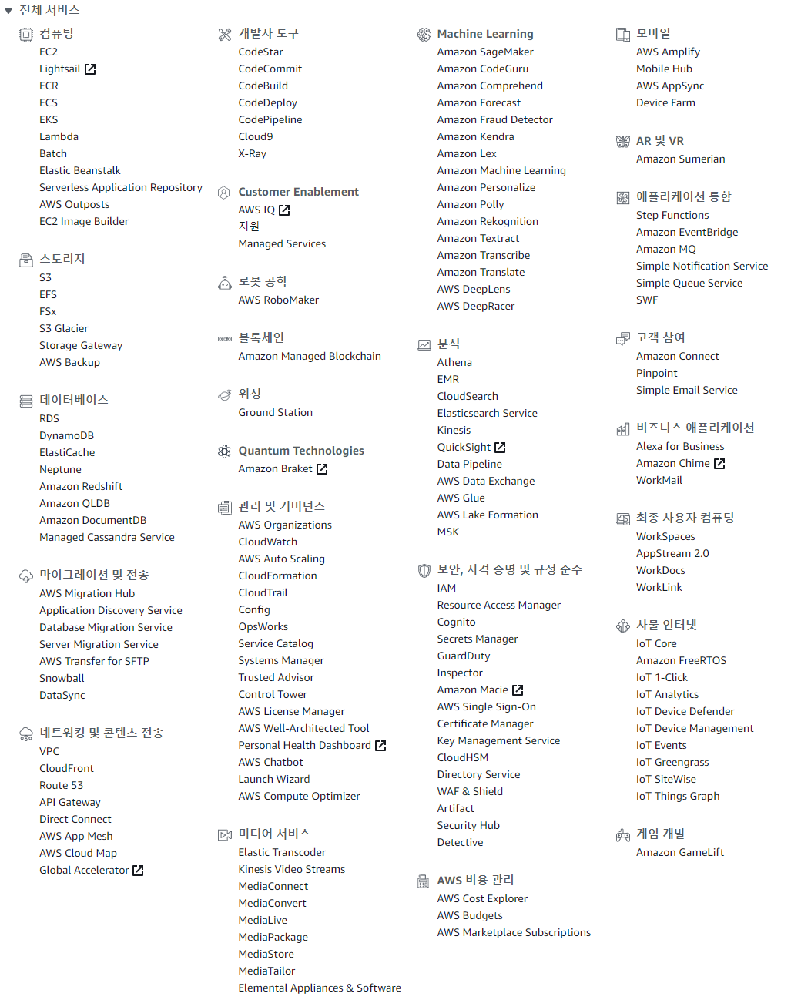 전체 서비스
컴퓨팅
EC2
Lightsail
ECR
ECS
EKS
Lambda
Batch
Elastic Beanstalk
Serverless Application Repository
AWS Outposts
EC2 Image Builder
스토리지
S3
EFS
FSx
S3 Glacier
Storage Gateway
AWS Backup
데이터베이스
RDS
DynamoDB
ElastiCache
Neptune
Amazon Redshift
Amazon QLDB
Amazon DocumentDB
Managed Cassandra Service
마이그레이션 및 전송
AWS Migration Hub
Application Discovery Service
Database Migration Service
Server Migration Service
AWS Transfer for SFTP
Snowball
DataSync
네트워킹 및 콘텐츠 전송
VPC
CloudFront
Route 53
API Gateway
Direct Connect
AWS App Mesh
AWS Cloud Map
Global Accelerator
개발자 도구
CodeStar
CodeCommit
CodeBuild
CodeDeploy
CodePipeline
Cloud9
X-Ray
Customer Enablement
AWS IQ
지원
Managed Services
로봇 공학
AWS RoboMaker
블록체인
Amazon Managed Blockchain
위성
Ground Station
Quantum Technologies
Amazon Braket
관리 및 거버넌스
AWS Organizations
CloudWatch
AWS Auto Scaling
CloudFormation
CloudTrail
Config
OpsWorks
Service Catalog
Systems Manager
Trusted Advisor
Control Tower
AWS License Manager
AWS Well-Architected Tool
Personal Health Dashboard
AWS Chatbot
Launch Wizard
AWS Compute Optimizer
미디어 서비스
Elastic Transcoder
Kinesis Video Streams
MediaConnect
MediaConvert
MediaLive
MediaPackage
MediaStore
MediaTailor
Elemental Appliances & Software
Machine Learning
Amazon SageMaker
Amazon CodeGuru
Amazon Comprehend
Amazon Forecast
Amazon Fraud Detector
Amazon Kendra
Amazon Lex
Amazon Machine Learning
Amazon Personalize
Amazon Polly
Amazon Rekognition
Amazon Textract
Amazon Transcribe
Amazon Translate
AWS DeepLens
AWS DeepRacer
분석
Athena
EMR
CloudSearch
Elasticsearch Service
Kinesis
QuickSight
Data Pipeline
AWS Data Exchange
AWS Glue
AWS Lake Formation
MSK
보안, 자격 증명 및 규정 준수
IAM
Resource Access Manager
Cognito
Secrets Manager
GuardDuty
Inspector
Amazon Macie
AWS Single Sign-On
Certificate Manager
Key Management Service
CloudHSM
Directory Service
WAF & Shield
Artifact
Security Hub
Detective
AWS 비용 관리
AWS Cost Explorer
AWS Budgets
AWS Marketplace Subscriptions
모바일
AWS Amplify
Mobile Hub
AWS AppSync
Device Farm
AR 및 VR
Amazon Sumerian
애플리케이션 통합
Step Functions
Amazon EventBridge
Amazon MQ
Simple Notification Service
Simple Queue Service
SWF
고객 참여
Amazon Connect
Pinpoint
Simple Email Service
비즈니스 애플리케이션
Alexa for Business
Amazon Chime
WorkMail
최종 사용자 컴퓨팅
WorkSpaces
AppStream 2.0
WorkDocs
WorkLink
사물 인터넷
IoT Core
Amazon FreeRTOS
IoT 1-Click
IoT Analytics
IoT Device Defender
IoT Device Management
IoT Events
IoT Greengrass
IoT SiteWise
IoT Things Graph
게임 개발
Amazon GameLift